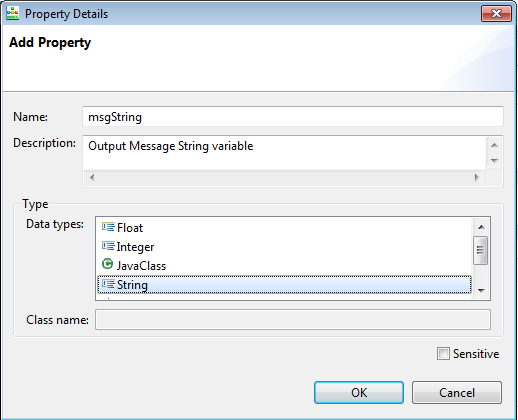 Property Details
Add Property
Name: msgString
Description: Output Message String variable
Type
Data types: Float
Integer
JavaClass
String
Class name:
Sensitive
OK Cancel